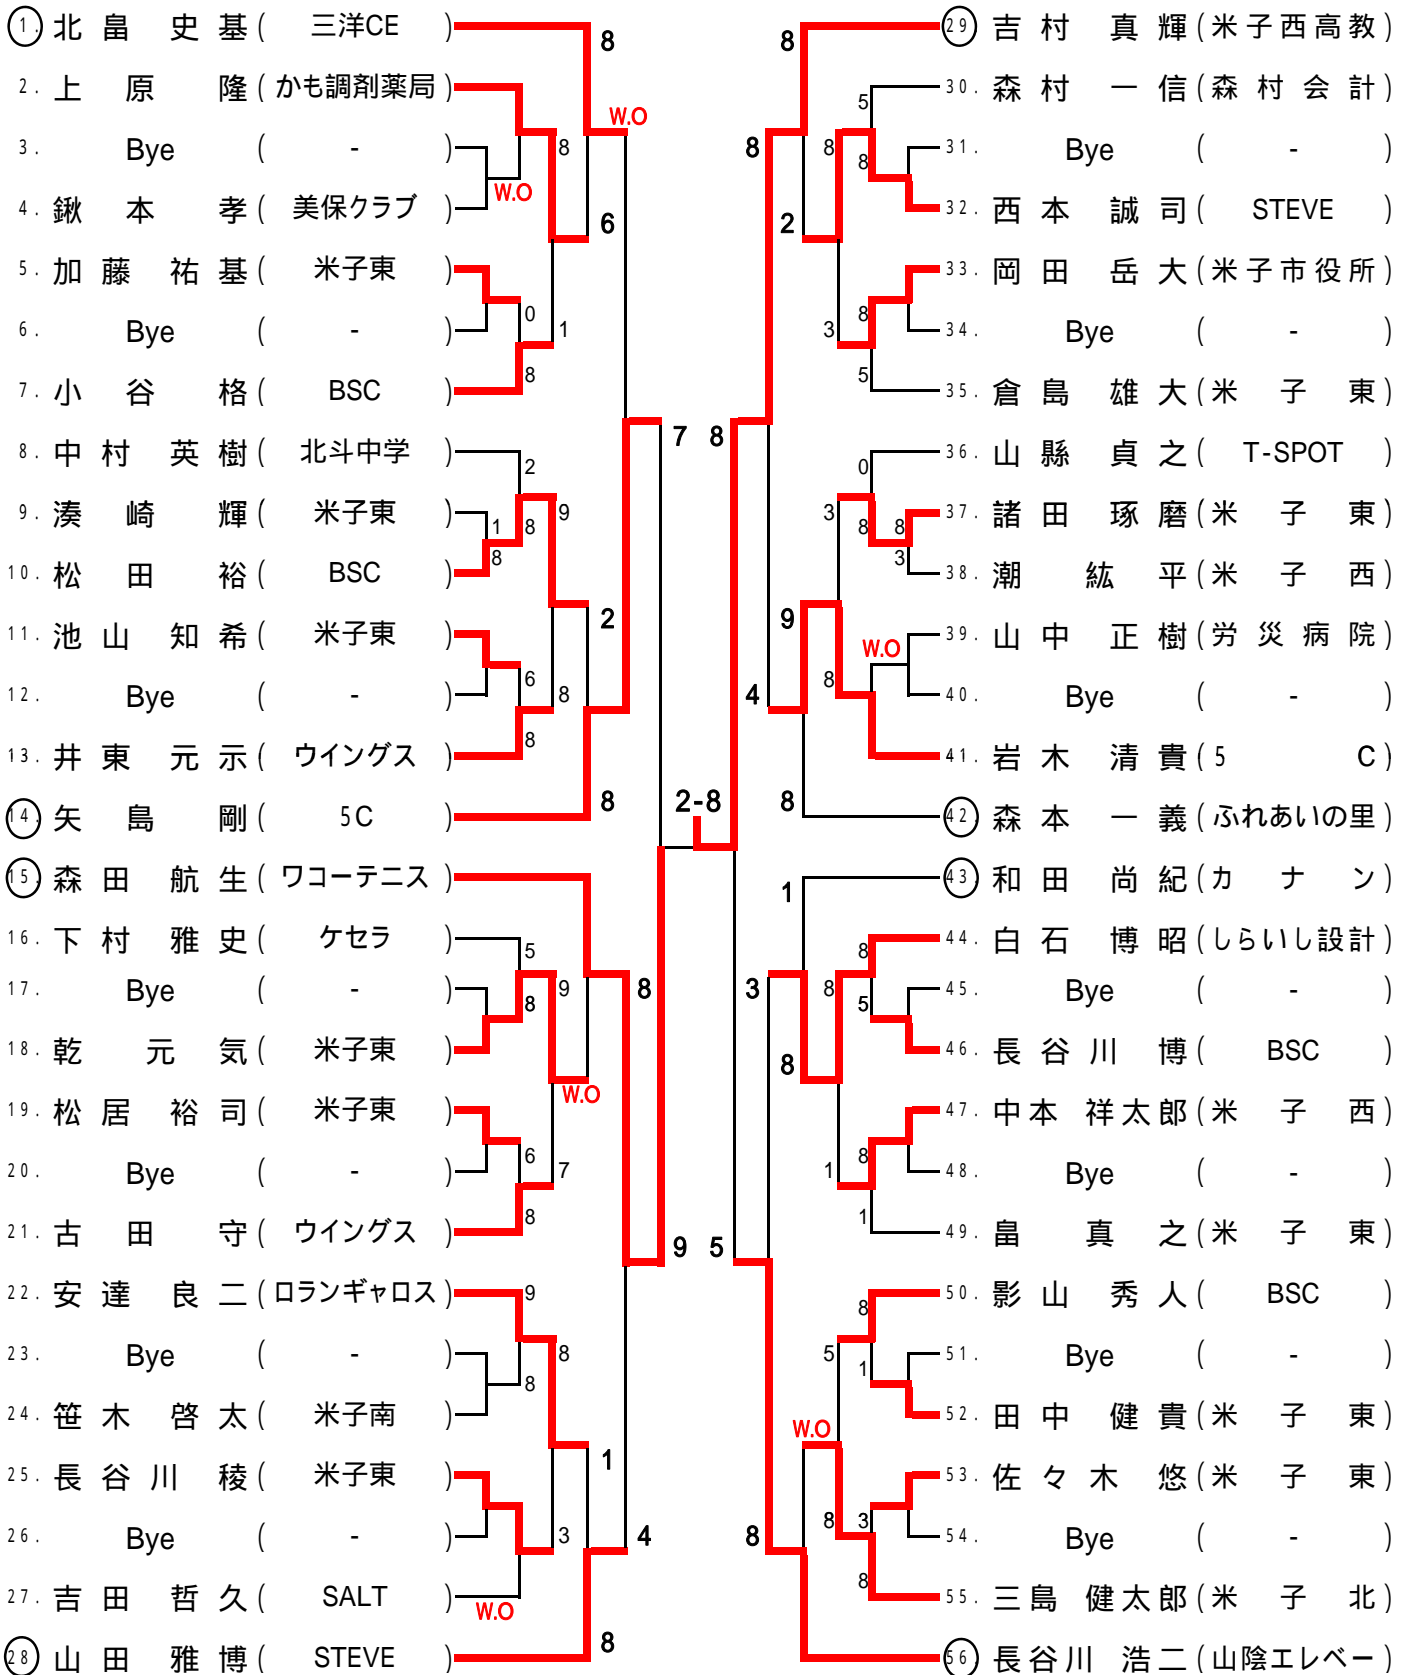 1. 北畠 史基 ( 三洋CE )
8
2. 上原 隆 ( かも調剤薬局 )
W.O
3. Bye ( - )
8
W.O
4. 鍬本 孝 ( 美保クラブ )
6
5. 加藤 祐基 ( 米子東 )
0
1
6. Bye ( - )
8
7. 小谷 格 ( BSC )
7
8. 中村 英樹 ( 北斗中学 )
2
9. 湊崎 輝 ( 米子東 )
1 8 9
8
10. 松田 裕 ( BSC )
2
11. 池山 知希 ( 米子東 )
6 8
12. Bye ( - )
8
13. 井東 元示 ( ウイングス )
8
14. 矢島 剛 ( 5C )
2-8
15. 森田 航生 ( ワコーテニス )
16. 下村 雅史 ( ケセラ )
5
17. Bye ( - )
8 9 8
18. 乾 元気 ( 米子東 )
W.O
19. 松居 裕司 ( 米子東 )
6 7
20. Bye ( - )
8
21. 古田 守 ( ウイングス )
9
22. 安達 良二 ( ロランギャロス )
9
23. Bye ( - )
8
8
24. 笹木 啓太 ( 米子南 )
1
25. 長谷川 稜 ( 米子東 )
26. Bye ( - )
3 4
27. 吉田 哲久 ( SALT )
W.O
8
28. 山田 雅博 ( STEVE )
29. 吉村 真輝 ( 米子西高教 )
8
30. 森村 一信 ( 森村会計 )
5
31. Bye ( - )
8 8 8
32. 西本 誠司 ( STEVE )
2
33. 岡田 岳大 ( 米子市役所 )
8
3
34. Bye ( - )
5
35. 倉島 雄大 ( 米子東 )
8
36. 山縣 貞之 ( T-SPOT )
0
37. 諸田 琢磨 ( 米子東 )
3 8 8
3
38. 潮 紘平 ( 米子西 )
9
39. 山中 正樹 ( 労災病院 )
W.O
8
40. Bye ( - )
4
41. 岩木 清貴 ( 5C )
8
42. 森本 一義 ( ふれあいの里 )
43. 和田 尚紀 ( カナン )
1
44. 白石 博昭 ( しらいし設計 )
8
45. Bye ( - )
3 8 5
46. 長谷川 博 ( BSC )
8
47. 中本 祥太郎 ( 米子西 )
8
1
48. Bye ( - )
1
49. 畠 真之 ( 米子東 )
5
50. 影山 秀人 ( BSC )
8
51. Bye ( - )
5 1
52. 田中 健貴 ( 米子東 )
W.O
53. 佐々木 悠 ( 米子東 )
8 3
54. Bye ( - )
8
8
55. 三島 健太郎 ( 米子北 )
56. 長谷川 浩二 ( 山陰エレベー )